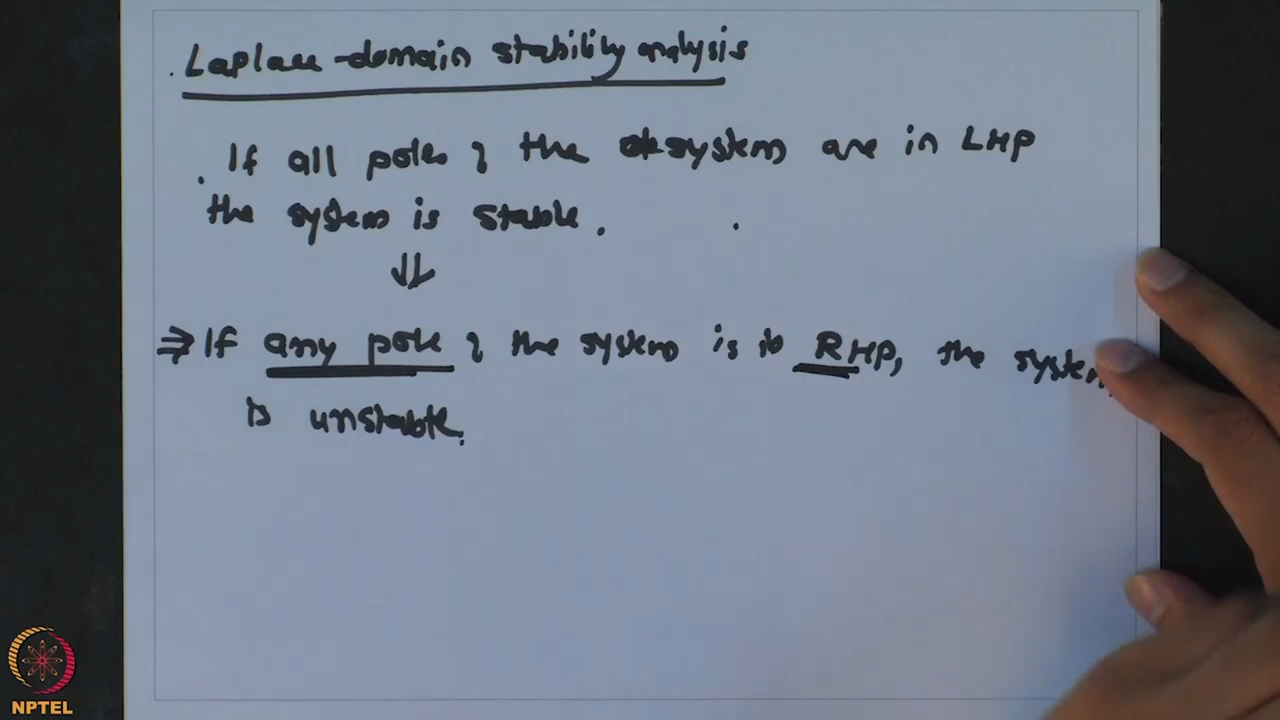 Laplace-domain stability analysis
If all poles of the system are in LHP
the system is stable.
⇓
⇒ If any pole of the system is in RHP, the system
is unstable.
NPTEL